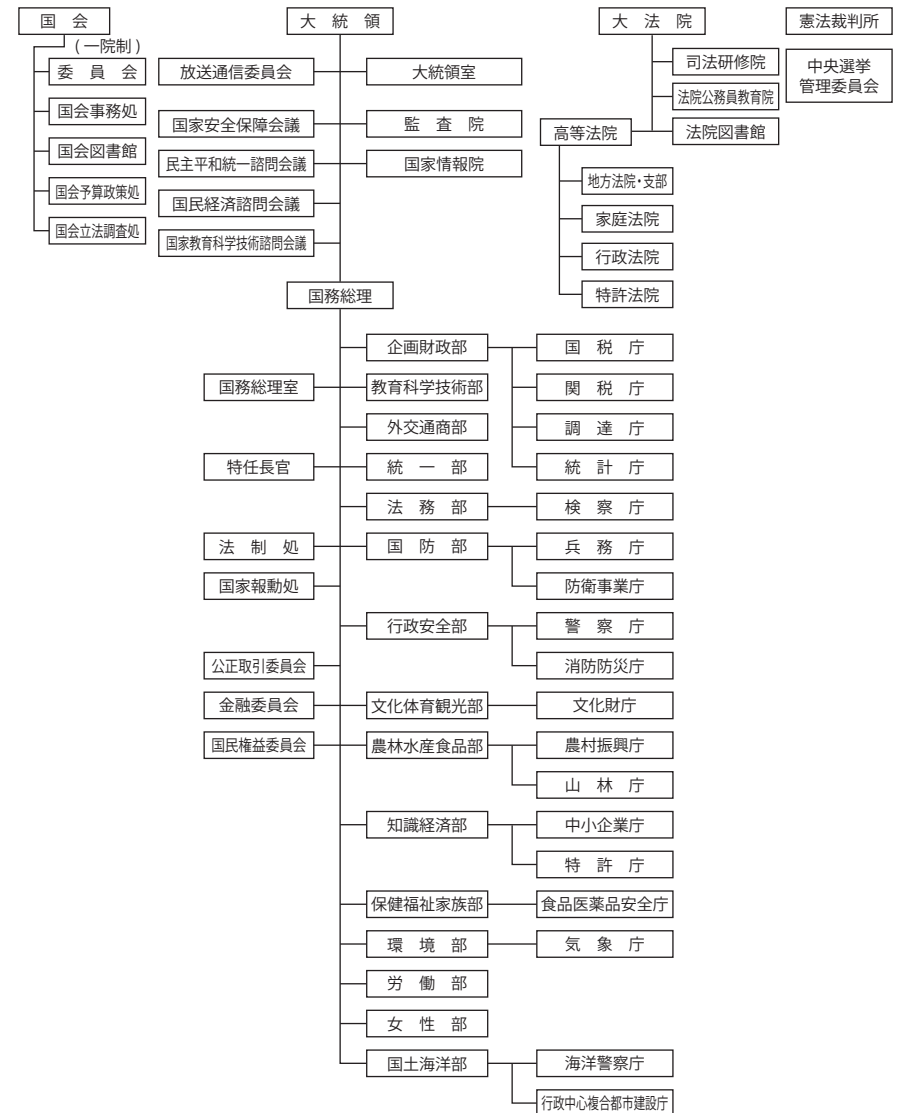 国会
(一院制)
委員会
国会事務処
国会図書館
国会予算政策処
国会立法調査処
大統領
放送通信委員会
大統領室
国家安全保障会議
監査院
民主平和統一諮問会議
国家情報院
国民経済諮問会議
国家教育科学技術諮問会議
大法院
司法研修院
法院公務員教育院
法院図書館
高等法院
地方法院・支部
家庭法院
行政法院
特許法院
憲法裁判所
中央選挙
管理委員会
国務総理
企画財政部
国税庁
国務総理室
教育科学技術部
関税庁
外交通商部
調達庁
特任長官
統一部
統計庁
法務部
検察庁
法制処
国防部
兵務庁
国家報勳処
防衛事業庁
行政安全部
警察庁
公正取引委員会
消防防災庁
金融委員会
文化体育観光部
文化財庁
国民権益委員会
農林水産食品部
農村振興庁
山林庁
知識経済部
中小企業庁
特許庁
保健福祉家族部
食品医薬品安全庁
環境部
気象庁
労働部
女性部
国土海洋部
海洋警察庁
行政中心複合都市建設庁